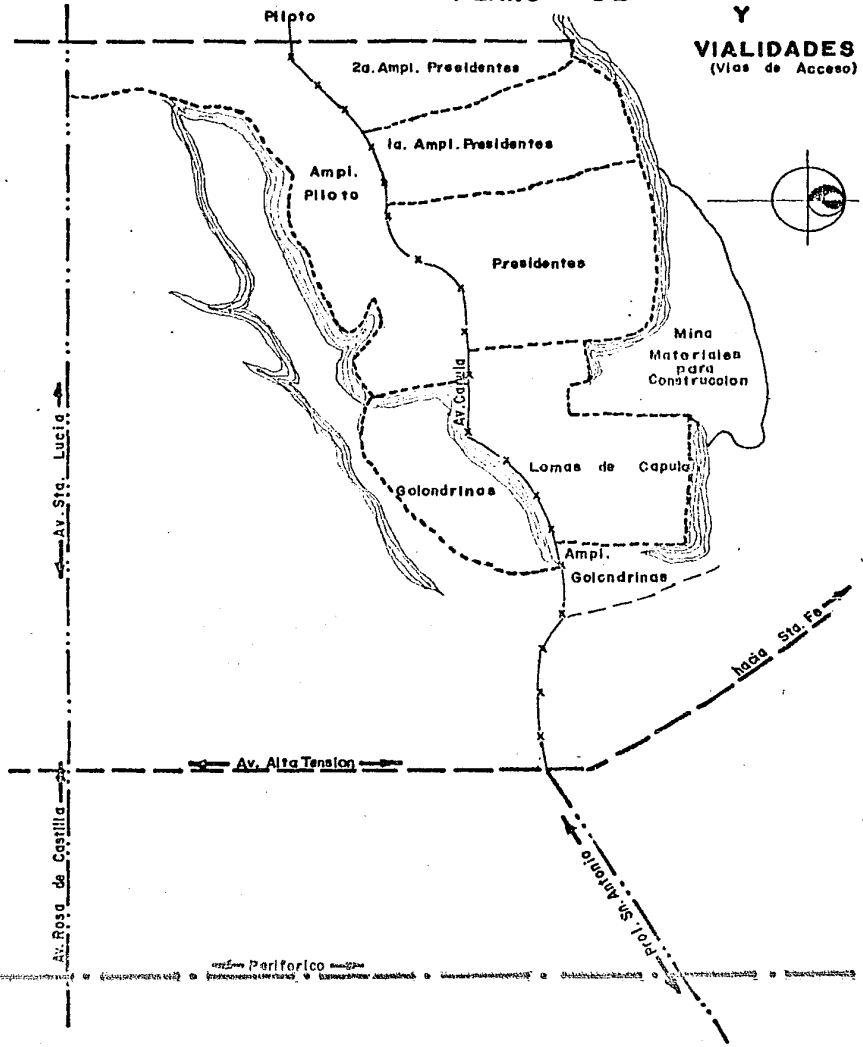 Piloto
Y
VIALIDADES
(Vias de Acceso)
2a. Ampl. Presidentes
1a. Ampl. Presidentes
Ampl.
Piloto
Presidentes
Mina
Materiales
para
Construccion
Av. Capula
Av. Sta. Lucia
Lomas de Capula
Golondrinas
Ampl.
Golondrinas
hacia Sta. Fe
Av. Alta Tension
Av. Rosa de Castilla
Prol. Sn. Antonio
Periferico